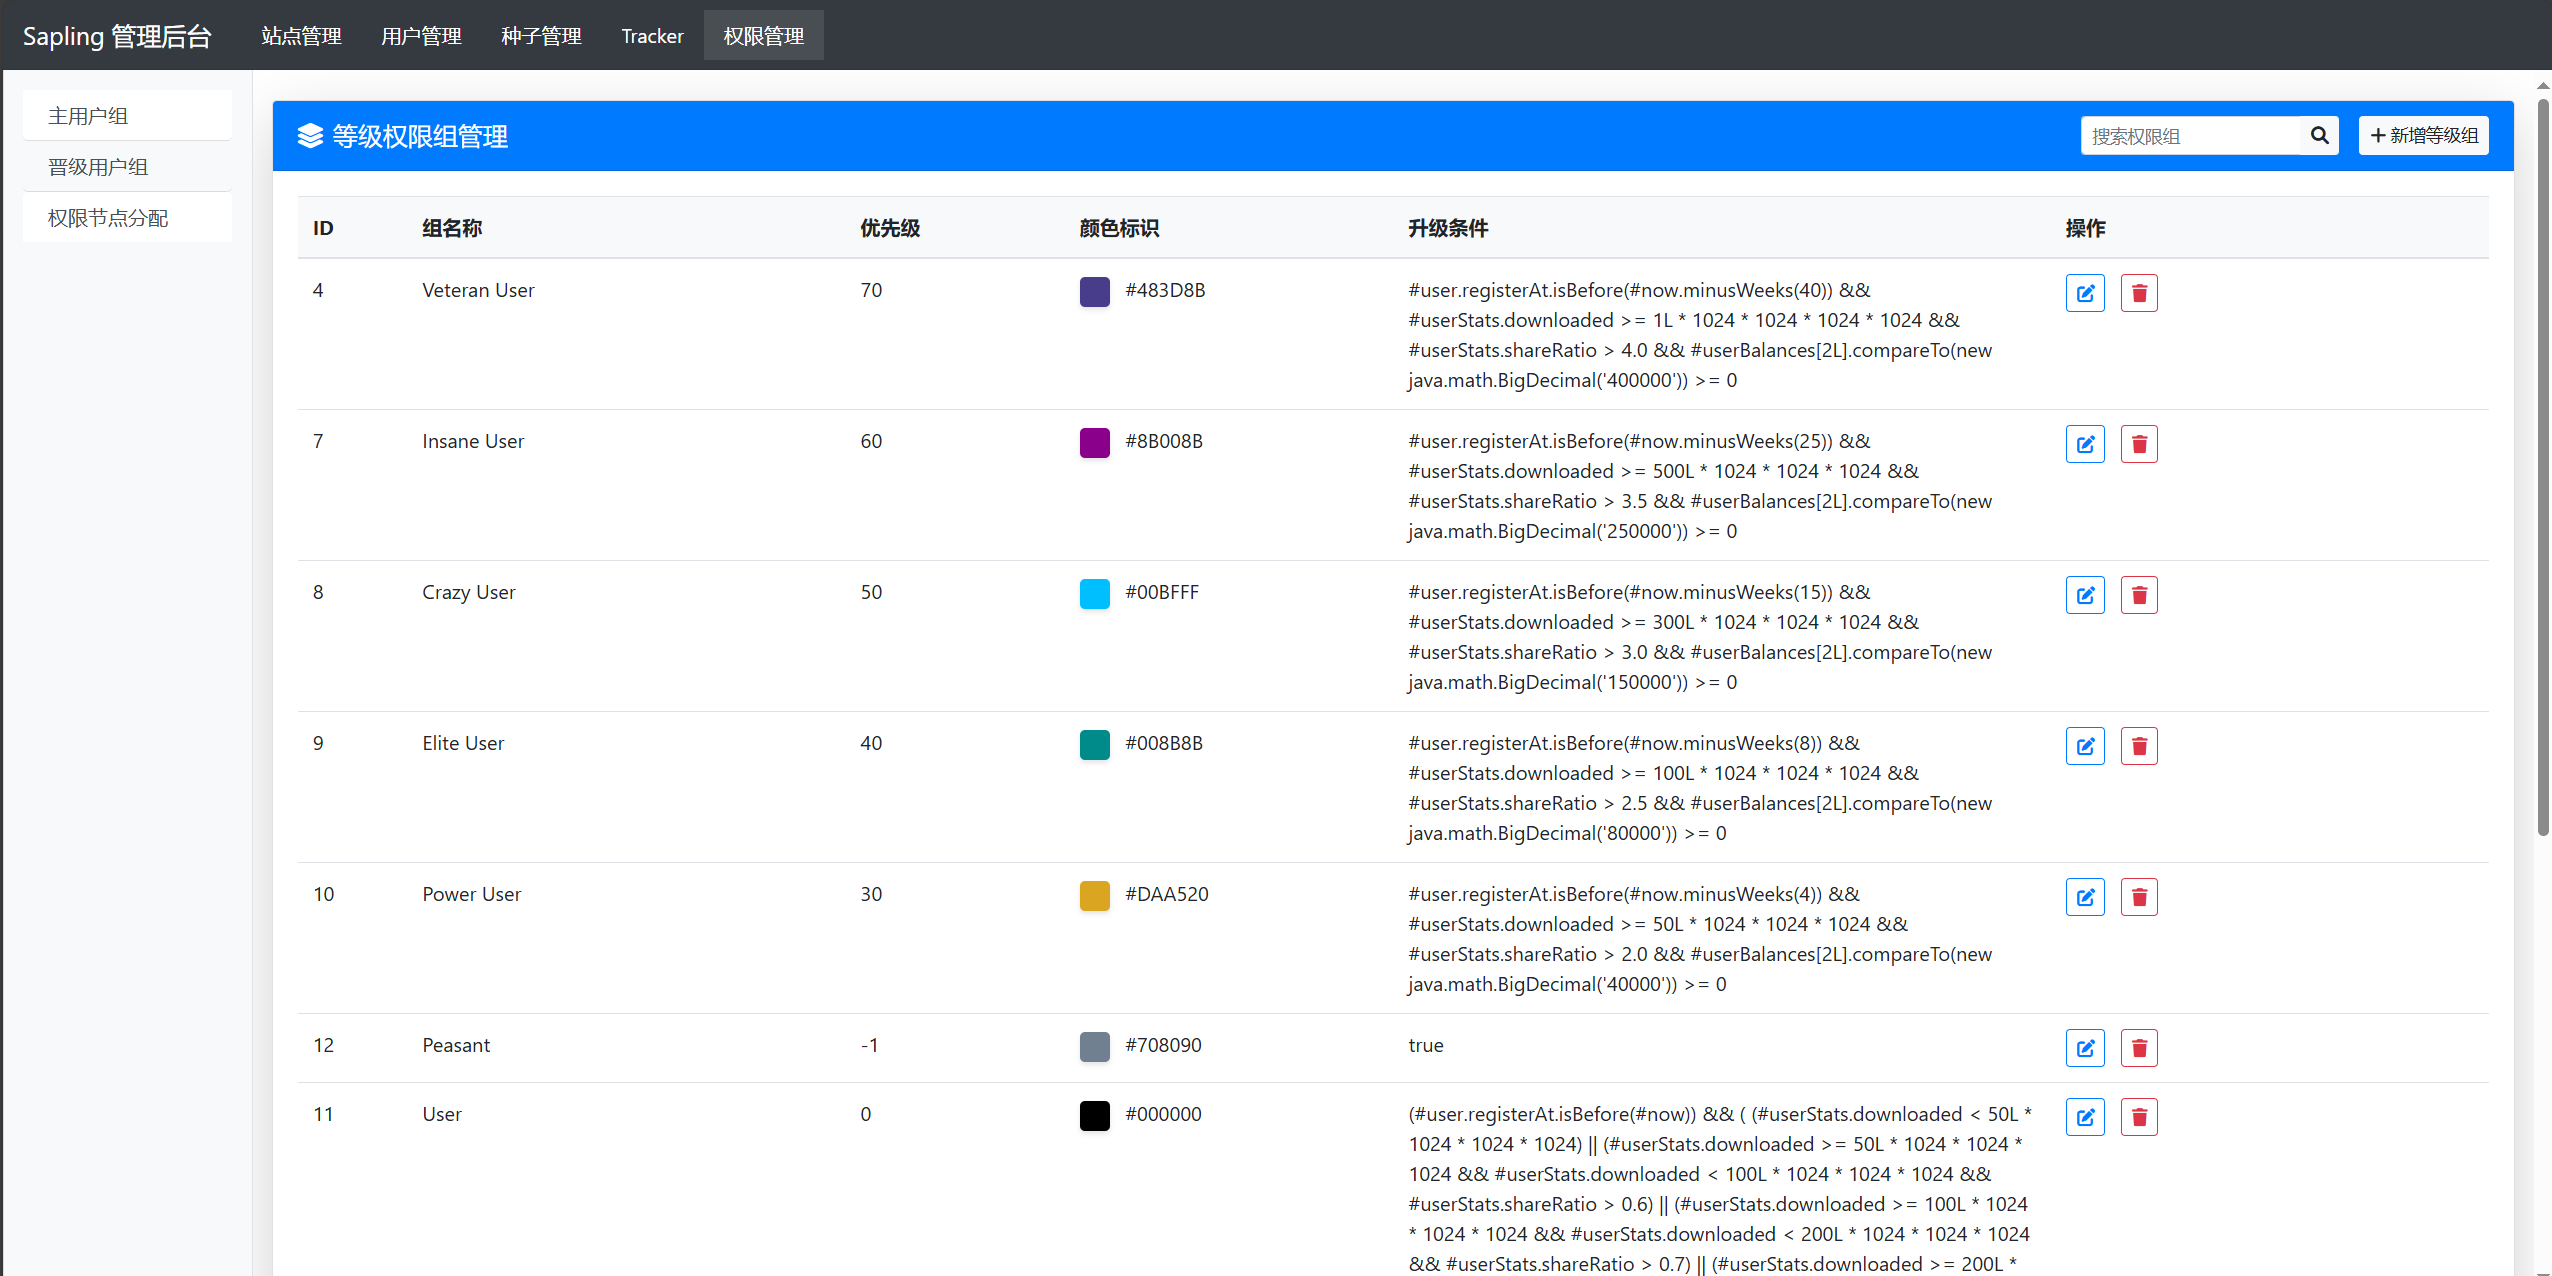 Sapling 管理后台 站点管理 用户管理 种子管理 Tracker 权限管理
主用户组
晋级用户组
权限节点分配
等级权限组管理 搜索权限组 新增等级组
ID 组名称 优先级 颜色标识 升级条件 操作
4 Veteran User 70 #483D8B #user.registerAt.isBefore(#now.minusWeeks(40)) &&
#userStats.downloaded >= 1L * 1024 * 1024 * 1024 * 1024 &&
#userStats.shareRatio > 4.0 && #userBalances[2L].compareTo(new
java.math.BigDecimal('400000')) >= 0
7 Insane User 60 #8B008B #user.registerAt.isBefore(#now.minusWeeks(25)) &&
#userStats.downloaded >= 500L * 1024 * 1024 * 1024 &&
#userStats.shareRatio > 3.5 && #userBalances[2L].compareTo(new
java.math.BigDecimal('250000')) >= 0
8 Crazy User 50 #00BFFF #user.registerAt.isBefore(#now.minusWeeks(15)) &&
#userStats.downloaded >= 300L * 1024 * 1024 * 1024 &&
#userStats.shareRatio > 3.0 && #userBalances[2L].compareTo(new
java.math.BigDecimal('150000')) >= 0
9 Elite User 40 #008B8B #user.registerAt.isBefore(#now.minusWeeks(8)) &&
#userStats.downloaded >= 100L * 1024 * 1024 * 1024 &&
#userStats.shareRatio > 2.5 && #userBalances[2L].compareTo(new
java.math.BigDecimal('80000')) >= 0
10 Power User 30 #DAA520 #user.registerAt.isBefore(#now.minusWeeks(4)) &&
#userStats.downloaded >= 50L * 1024 * 1024 * 1024 &&
#userStats.shareRatio > 2.0 && #userBalances[2L].compareTo(new
java.math.BigDecimal('40000')) >= 0
12 Peasant -1 #708090 true
11 User 0 #000000 (#user.registerAt.isBefore(#now)) && ( (#userStats.downloaded < 50L *
1024 * 1024 * 1024) || (#userStats.downloaded >= 50L * 1024 * 1024 *
1024 && #userStats.downloaded < 100L * 1024 * 1024 * 1024 &&
#userStats.shareRatio > 0.6) || (#userStats.downloaded >= 100L * 1024
* 1024 * 1024 && #userStats.downloaded < 200L * 1024 * 1024 * 1024
&& #userStats.shareRatio > 0.7) || (#userStats.downloaded >= 200L *